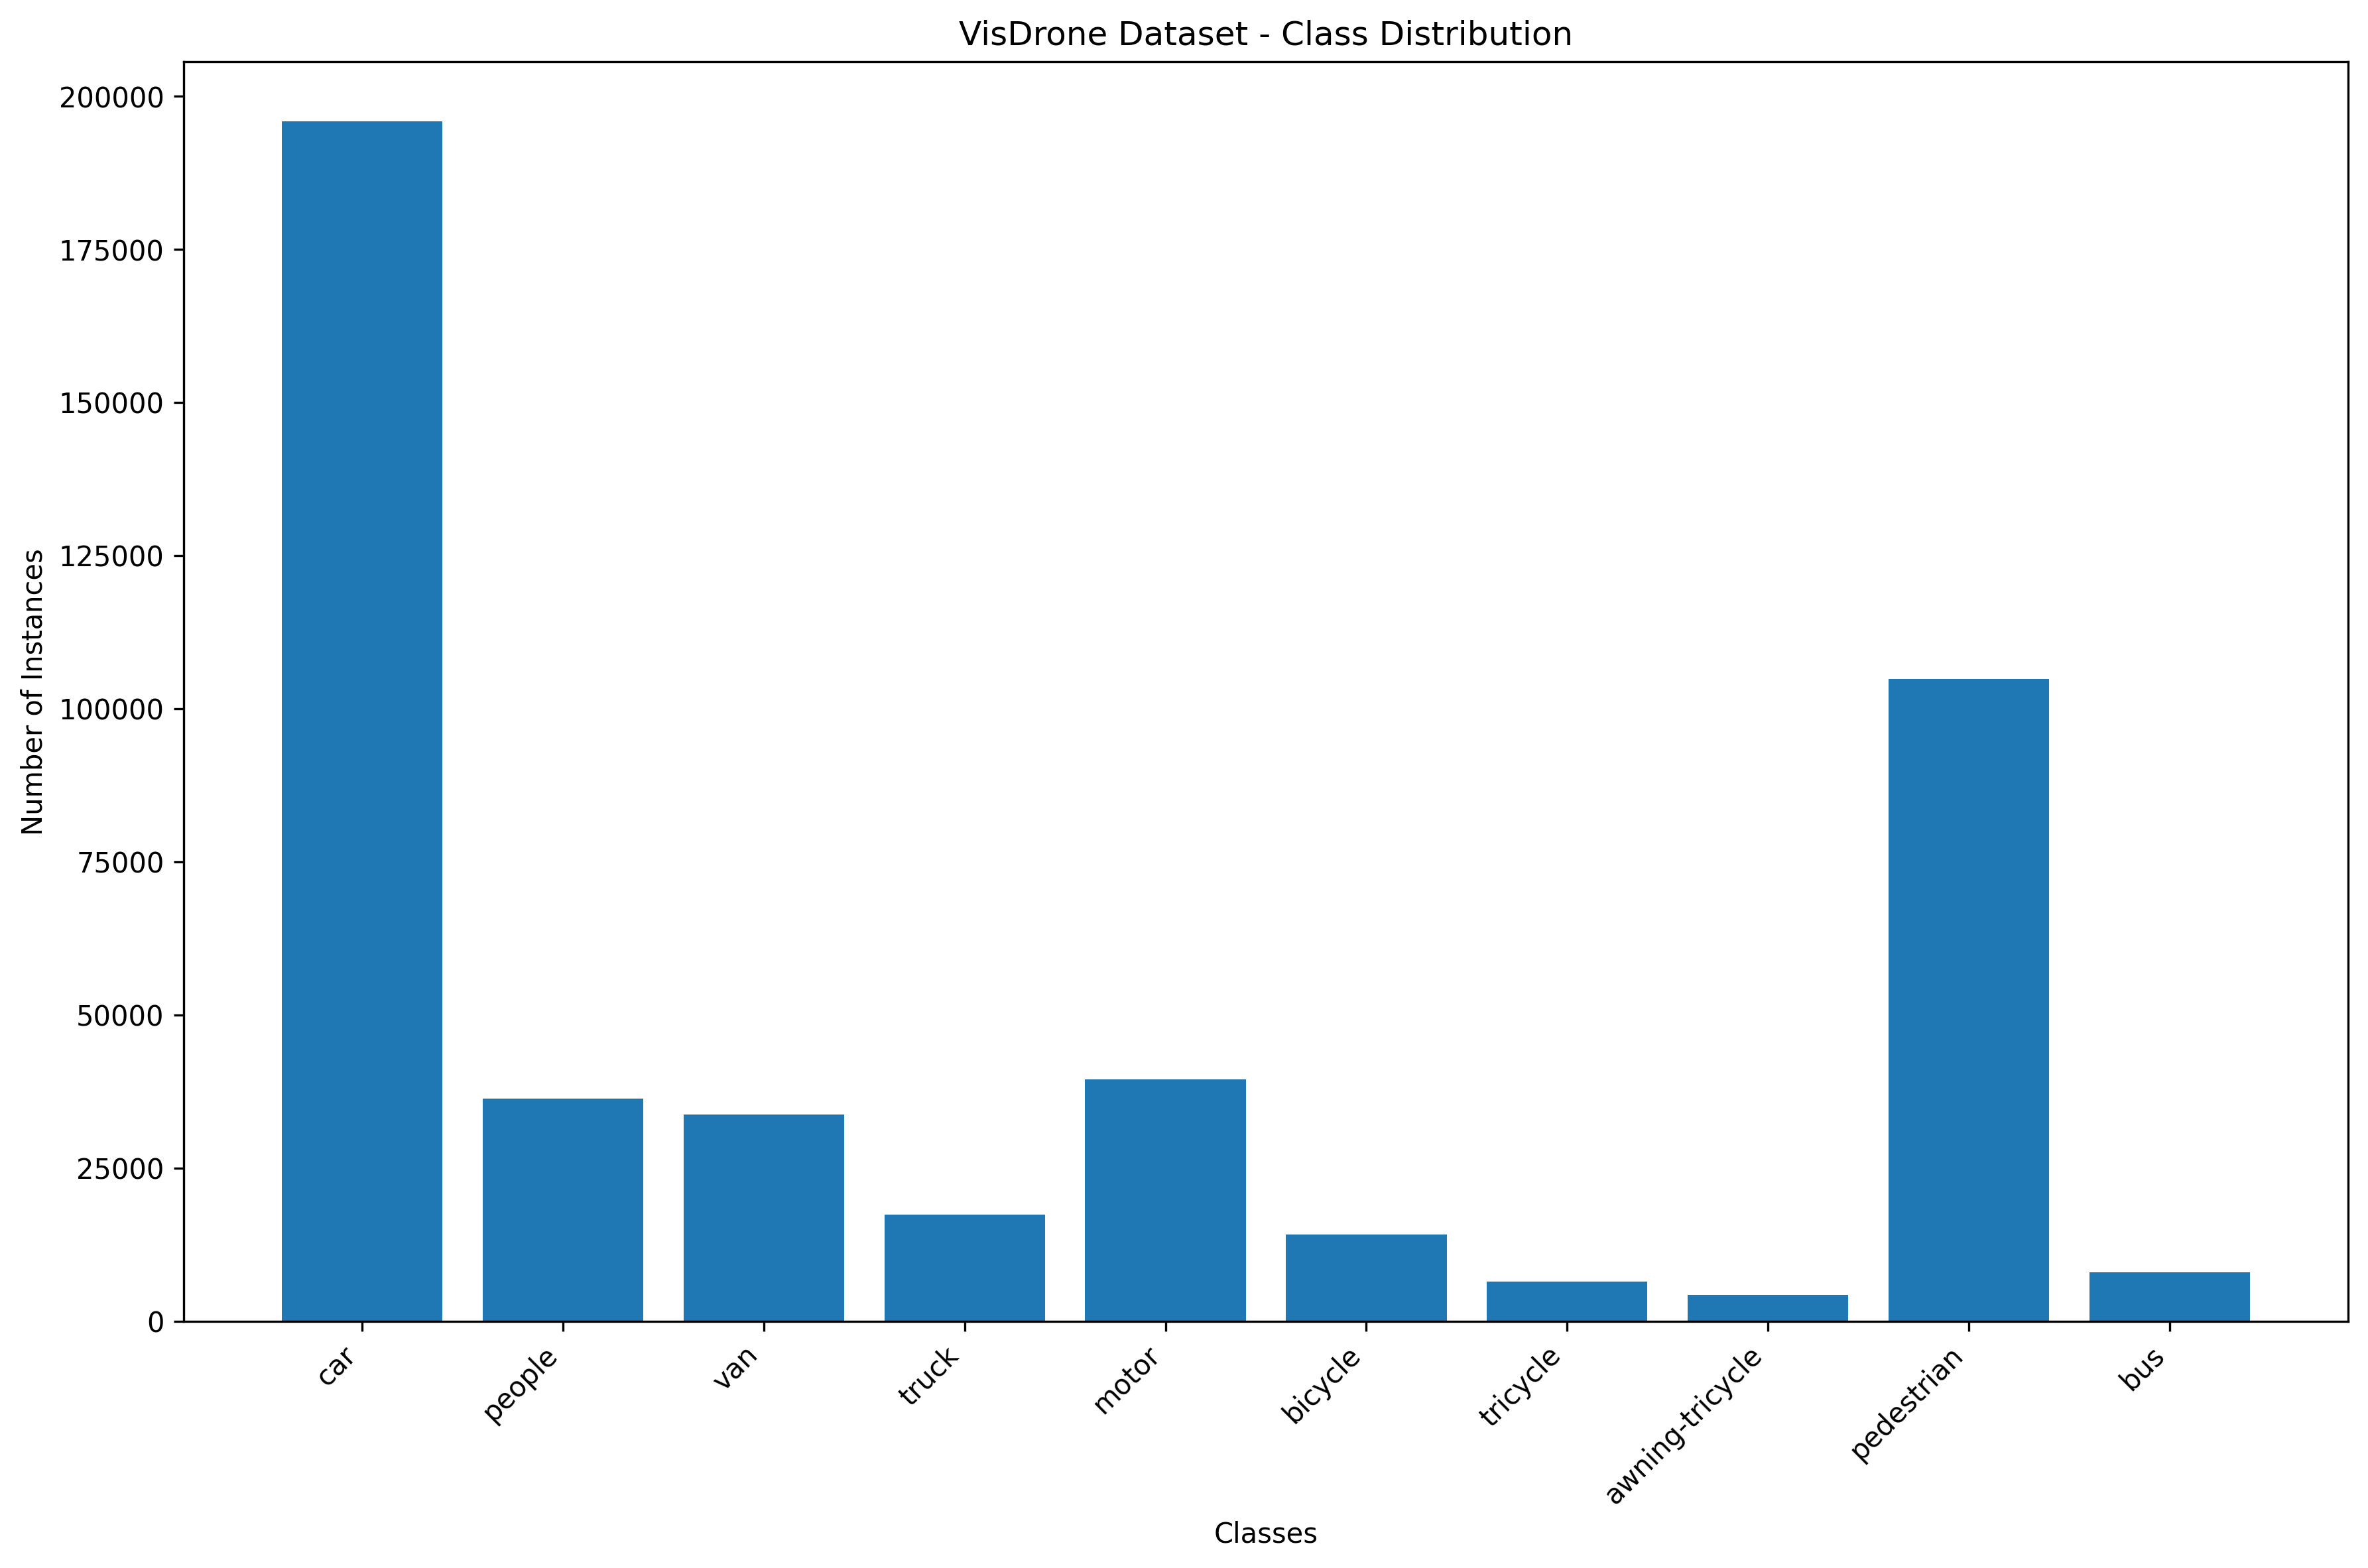 VisDrone Dataset - Class Distribution
Number of Instances
200000
175000
150000
125000
100000
75000
50000
25000
0
car
people
van
truck
motor
bicycle
tricycle
awning-tricycle
pedestrian
bus
Classes